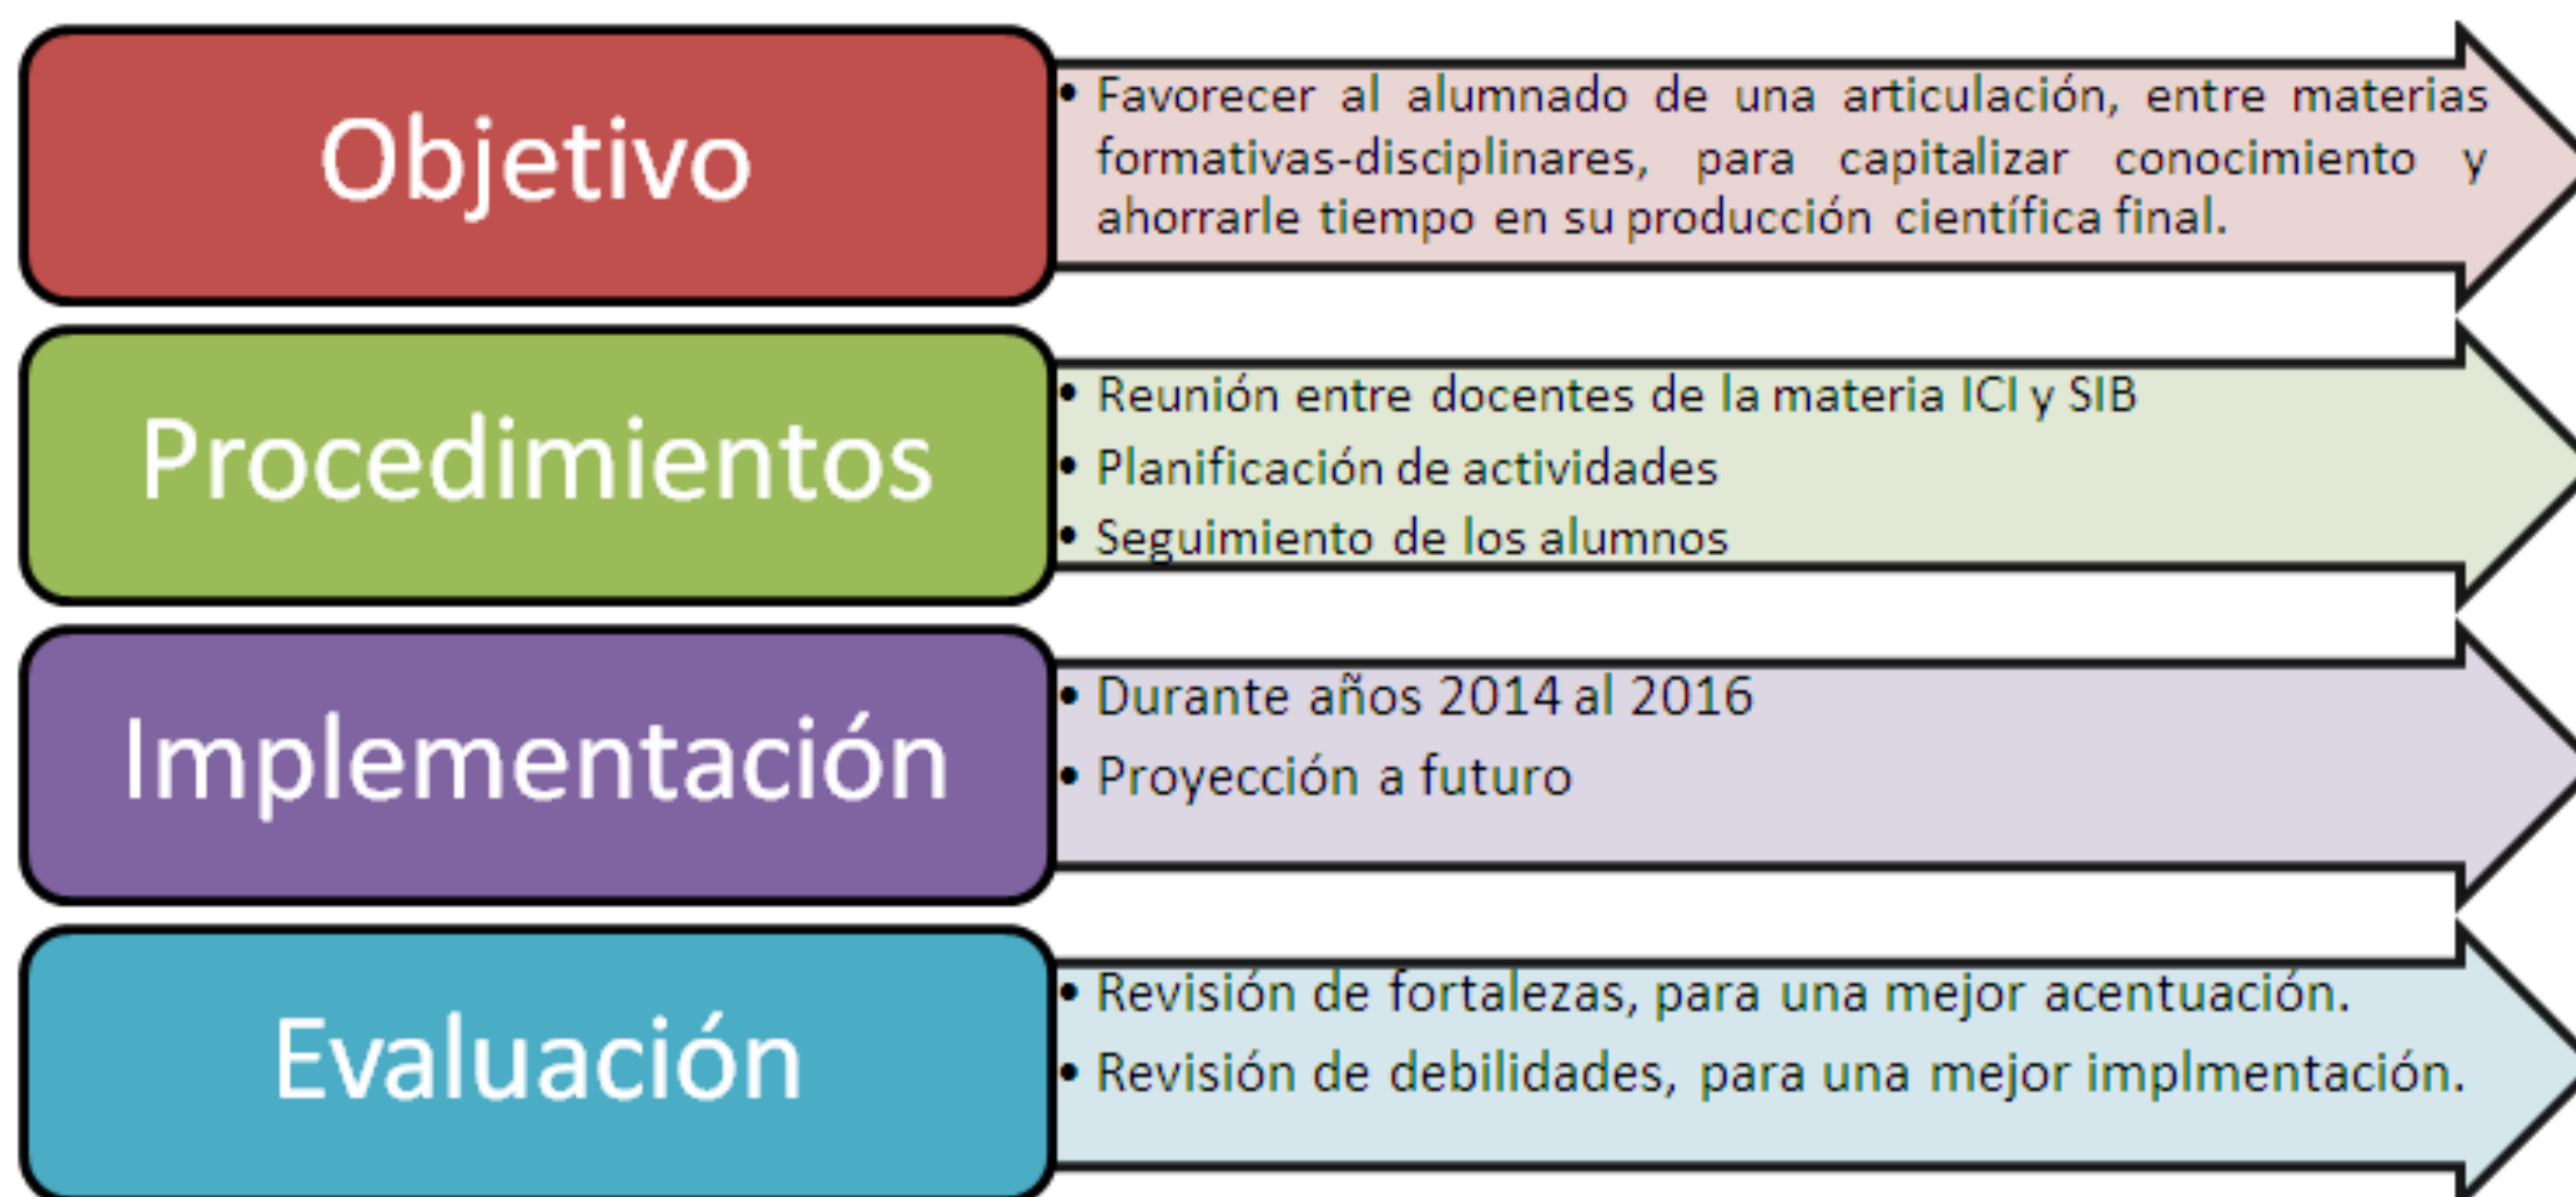 Objetivo
• Favorecer al alumnado de una articulación, entre materias
formativas-disciplinares, para capitalizar conocimiento y
ahorrarle tiempo en su producción científica final.
Procedimientos
• Reunión entre docentes de la materia ICI y SIB
• Planificación de actividades
• Seguimiento de los alumnos
Implementación
• Durante años 2014 al 2016
• Proyección a futuro
Evaluación
• Revisión de fortalezas, para una mejor acentuación.
• Revisión de debilidades, para una mejor implmentación.